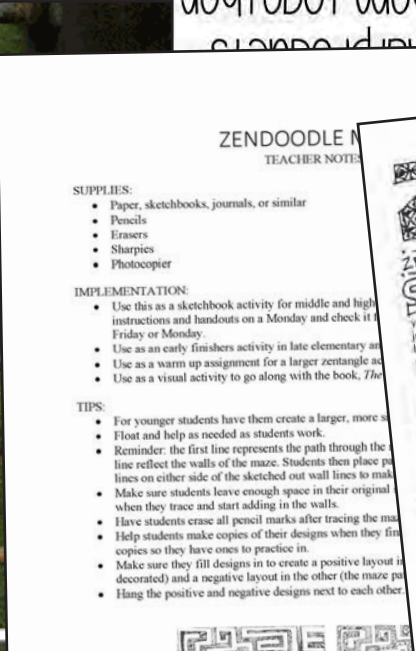 ZENDOODLE
TEACHER NOTES
SUPPLIES:
• Paper, sketchbooks, journals, or similar
• Pencils
• Erasers
• Sharpies
• Photocopier
IMPLEMENTATION:
• Use this as a sketchbook activity for middle and high
instructions and handouts on a Monday and check it
Friday or Monday.
• Use as an early finishers activity in late elementary
• Use as a warm up assignment for a larger zentangle
• Use as a visual activity to go along with the book, The
TIPS:
• For younger students have them create a larger, more
• Float and help as needed as students work.
• Reminder: the first line represents the path through the
line reflect the walls of the maze. Students then place
lines on either side of the sketched out wall lines to
• Make sure students leave enough space in their original
when they trace and start adding in the walls.
• Have students erase all pencil marks after tracing the
• Help students make copies of their designs when they
copies so they have ones to practice in.
• Make sure they fill designs in to create a positive layout
decorated) and a negative layout in the other (the maze
• Hang the positive and negative designs next to each other.